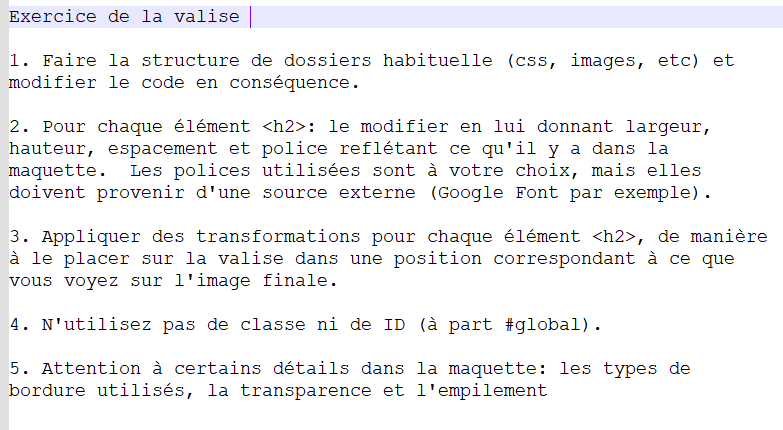 Exercice de la valise
1. Faire la structure de dossiers habituelle (css, images, etc) et
modifier le code en conséquence.
2. Pour chaque élément <h2>: le modifier en lui donnant largeur,
hauteur, espacement et police reflétant ce qu'il y a dans la
maquette.  Les polices utilisées sont à votre choix, mais elles
doivent provenir d'une source externe (Google Font par exemple).
3. Appliquer des transformations pour chaque élément <h2>, de manière
à le placer sur la valise dans une position correspondant à ce que
vous voyez sur l'image finale.
4. N'utilisez pas de classe ni de ID (à part #global).
5. Attention à certains détails dans la maquette: les types de
bordure utilisés, la transparence et l'empilement